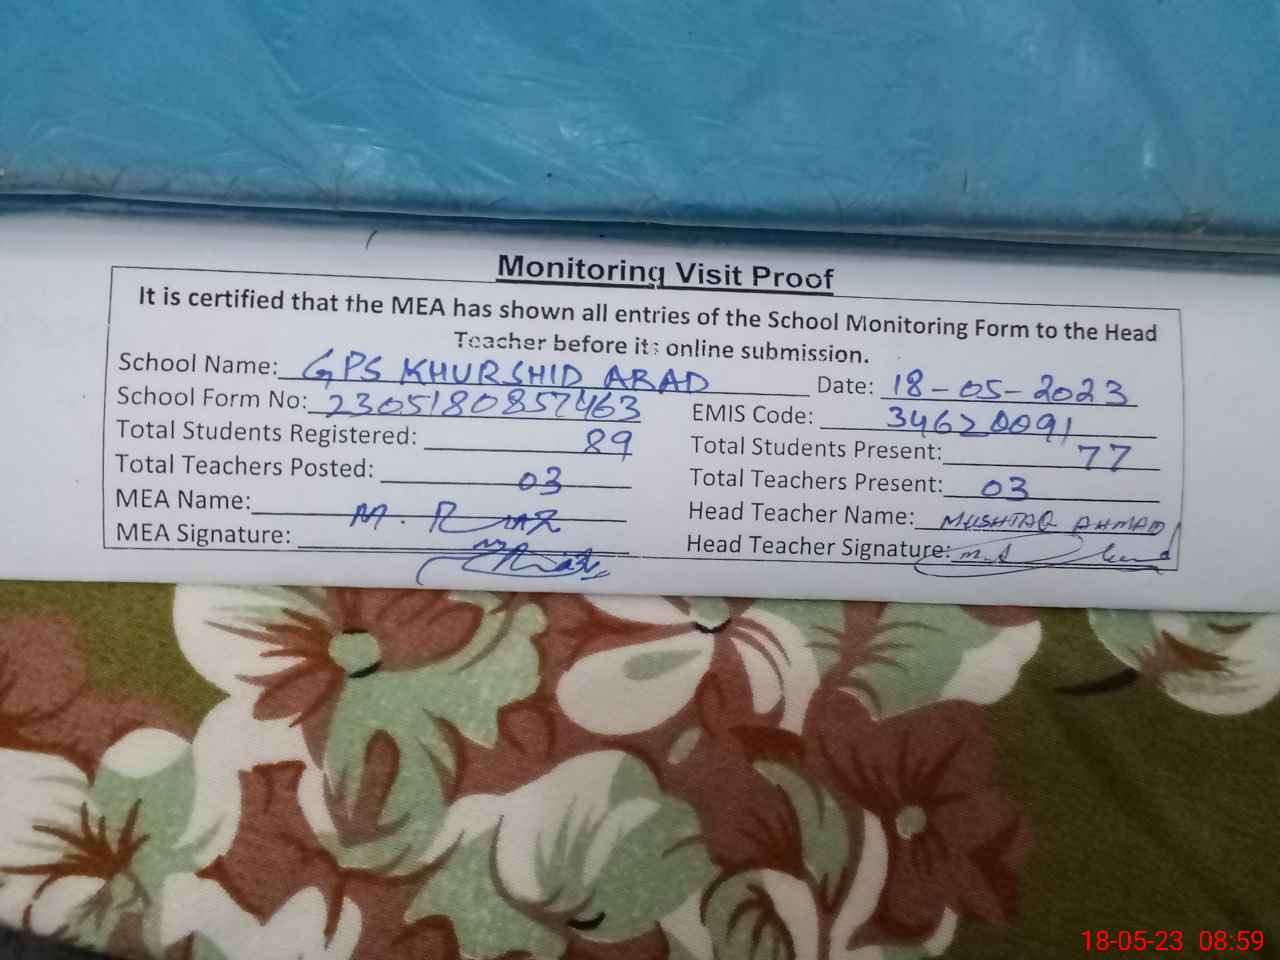 Monitoring Visit Proof
It is certified that the MEA has shown all entries of the School Monitoring Form to the Head
Teacher before its online submission.
School Name: GPS KHURSHID ABAD Date: 18-05-2023
School Form No: 2305180857463 EMIS Code: 34620091
Total Students Registered: 89 Total Students Present: 77
Total Teachers Posted: 03 Total Teachers Present: 03
MEA Name: M. Riaz Head Teacher Name: MUSHTAQ AHMAD
MEA Signature: Head Teacher Signature:
18-05-23 08:59